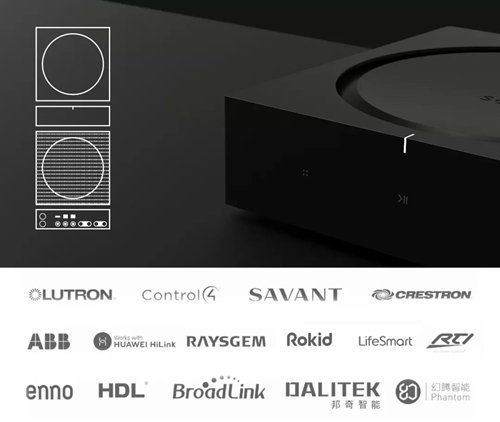 LUTRON
Control4
SAVANT
CRESTRON
ABB
Works with
HUAWEI HiLink
RAYSGEM
Rokid
LifeSmart
RTI
enno
HDL
BroadLink
DALITEK
邦奇智能
幻腾智能
Phantom